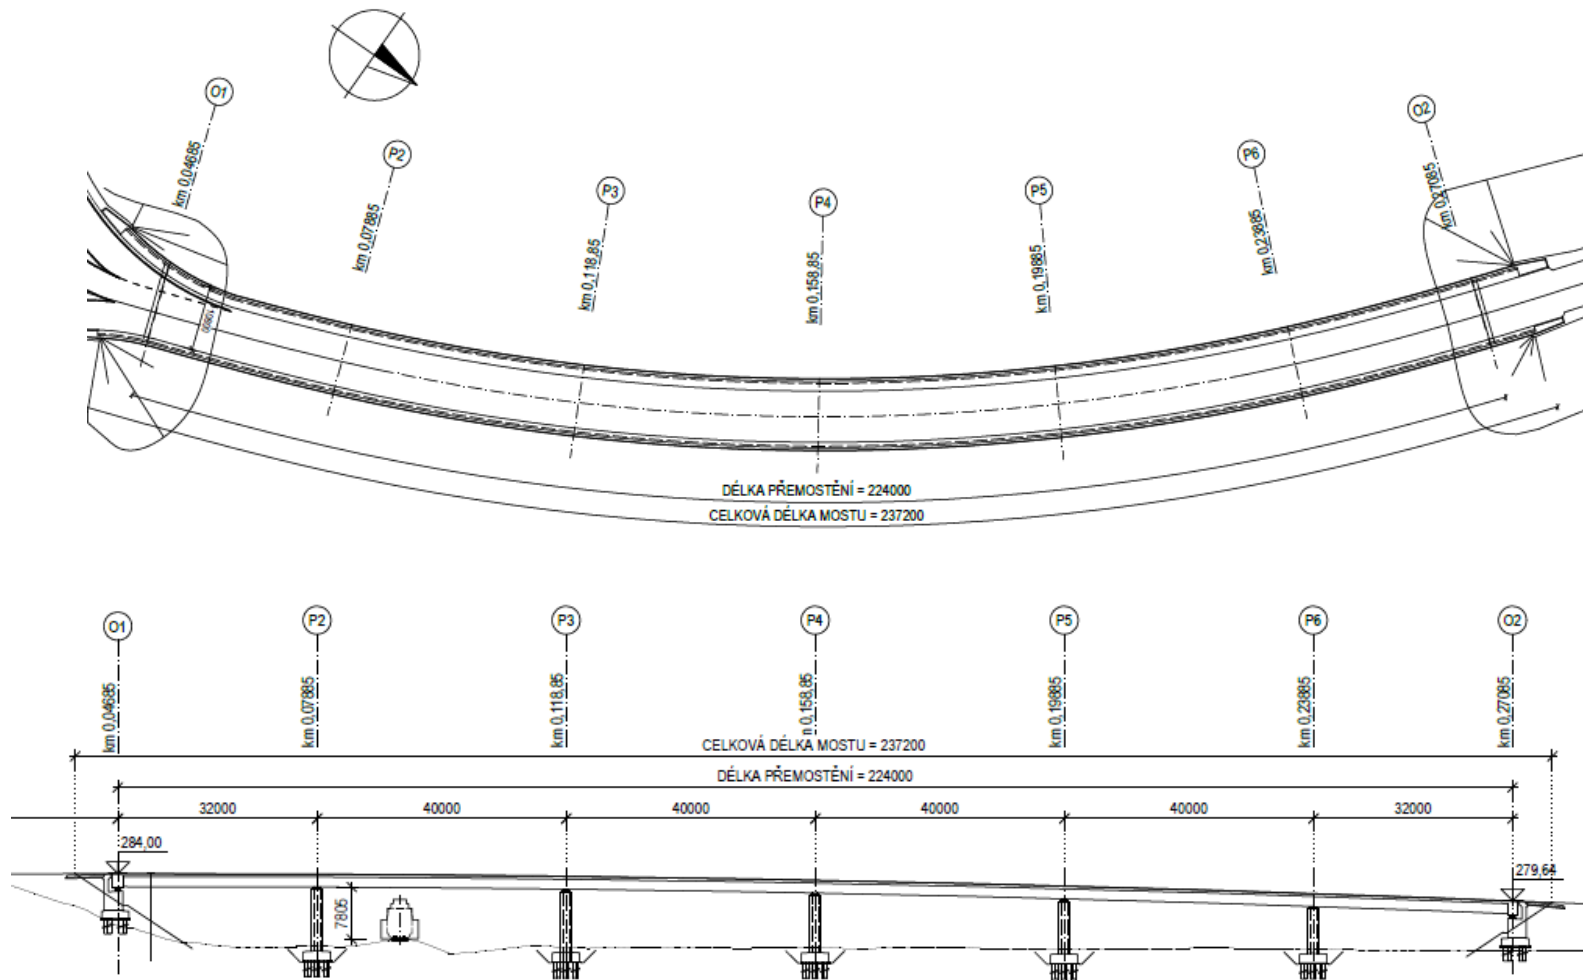 O1
P2
P3
P4
P5
P6
O2
km 0,04685
km 0,07885
km 0,118,85
km 0,158,85
km 0,19885
km 0,23885
km 0,27085
DÉLKA PŘEMOSTĚNÍ = 224000
CELKOVÁ DÉLKA MOSTU = 237200
O1
P2
P3
P4
P5
P6
O2
km 0,04685
km 0,07885
km 0,118,85
n 0,158,85
km 0,19885
km 0,23885
km 0,27085
CELKOVÁ DÉLKA MOSTU = 237200
DÉLKA PŘEMOSTĚNÍ = 224000
32000
40000
40000
40000
40000
32000
284,00
279,64
7805